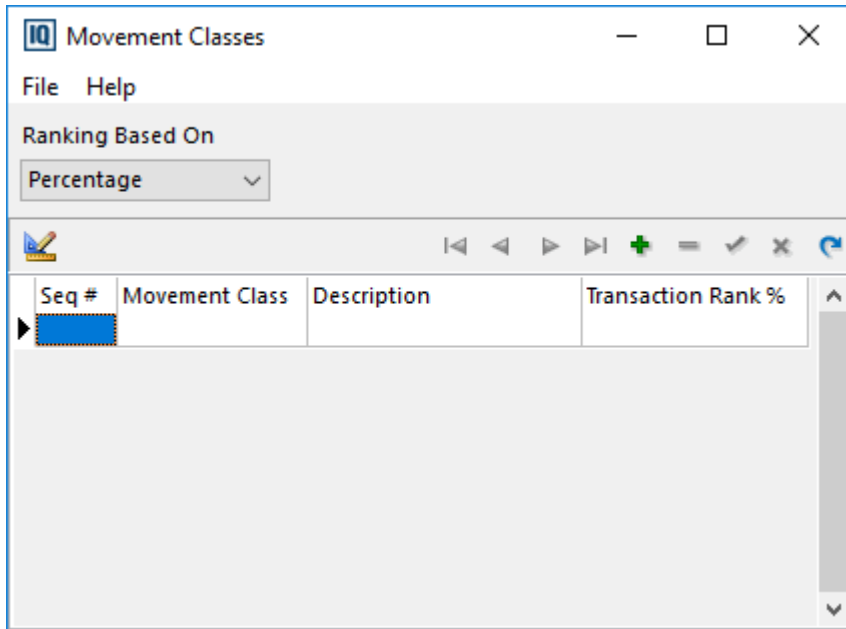 IQ Movement Classes
File Help
Ranking Based On
Percentage
Seq # Movement Class Description Transaction Rank %